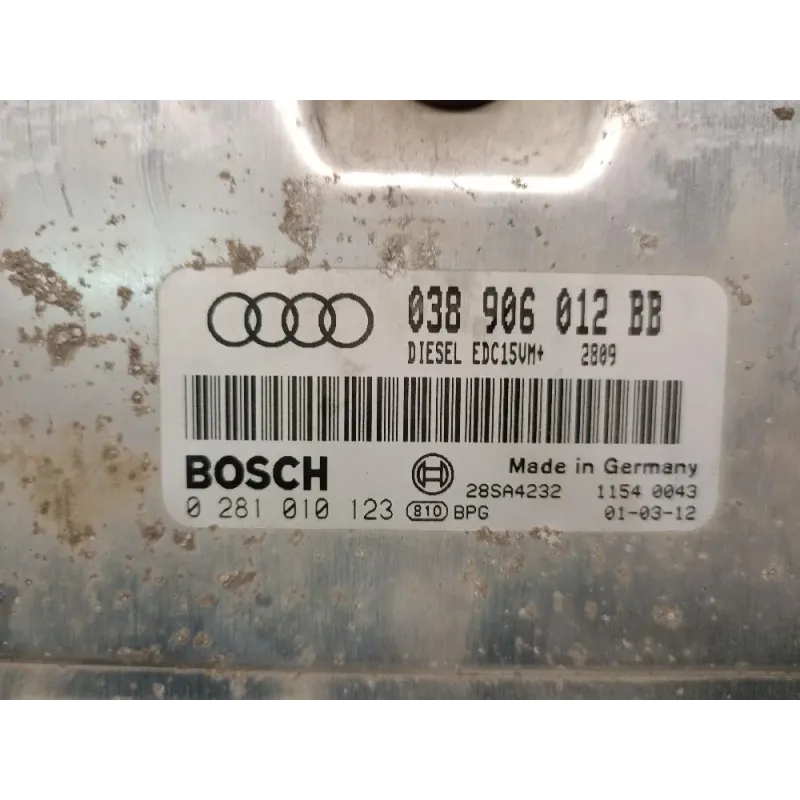 038 906 012 BB
DIESEL EDC15VM+ 2809
BOSCH
Made in Germany
28SA4232 1154 0043
0 281 010 123 810 BPG 01-03-12